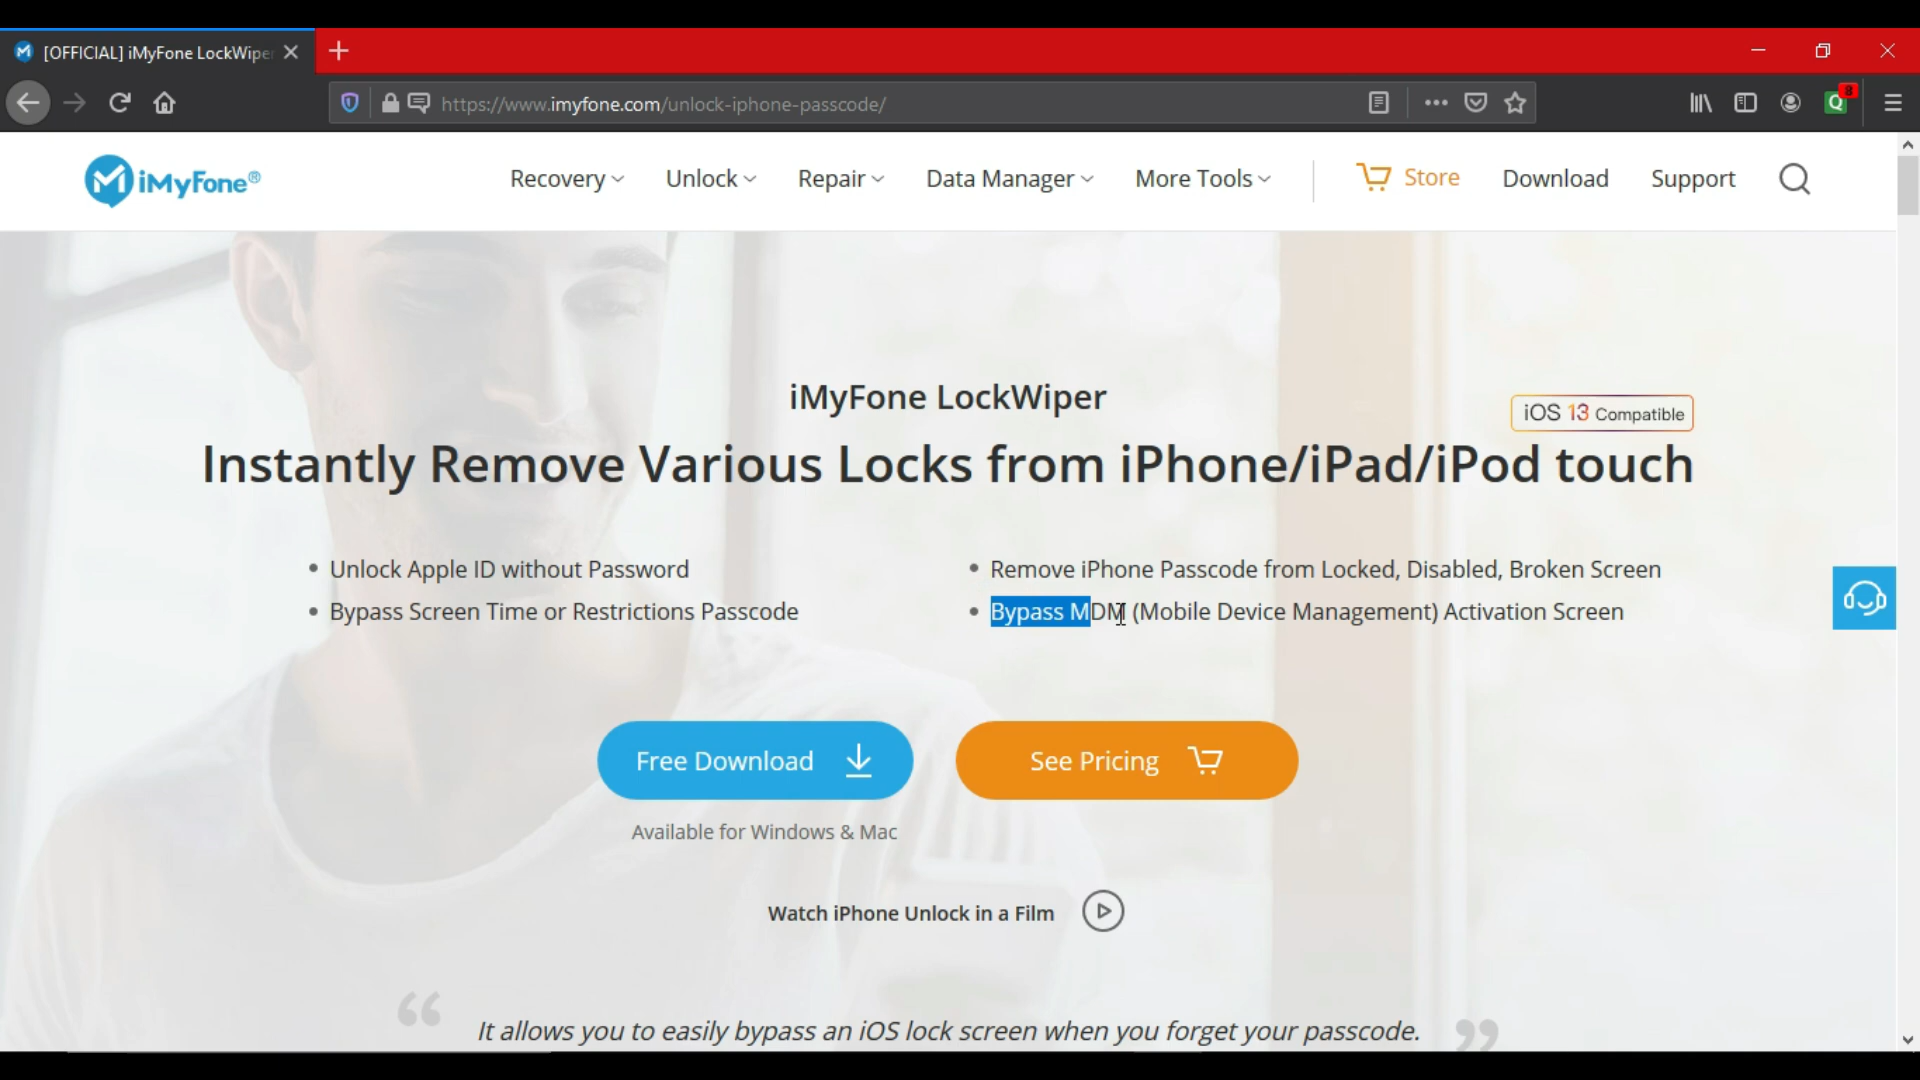 [OFFICIAL] iMyFone LockWiper
https://www.imyfone.com/unlock-iphone-passcode/
Q 8
iMyFone®
Recovery Unlock Repair Data Manager More Tools Store Download Support
iMyFone LockWiper
iOS 13 Compatible
Instantly Remove Various Locks from iPhone/iPad/iPod touch
Unlock Apple ID without Password
Remove iPhone Passcode from Locked, Disabled, Broken Screen
Bypass Screen Time or Restrictions Passcode
Bypass MDM (Mobile Device Management) Activation Screen
Free Download
See Pricing
Available for Windows & Mac
Watch iPhone Unlock in a Film
“ It allows you to easily bypass an iOS lock screen when you forget your passcode. ”